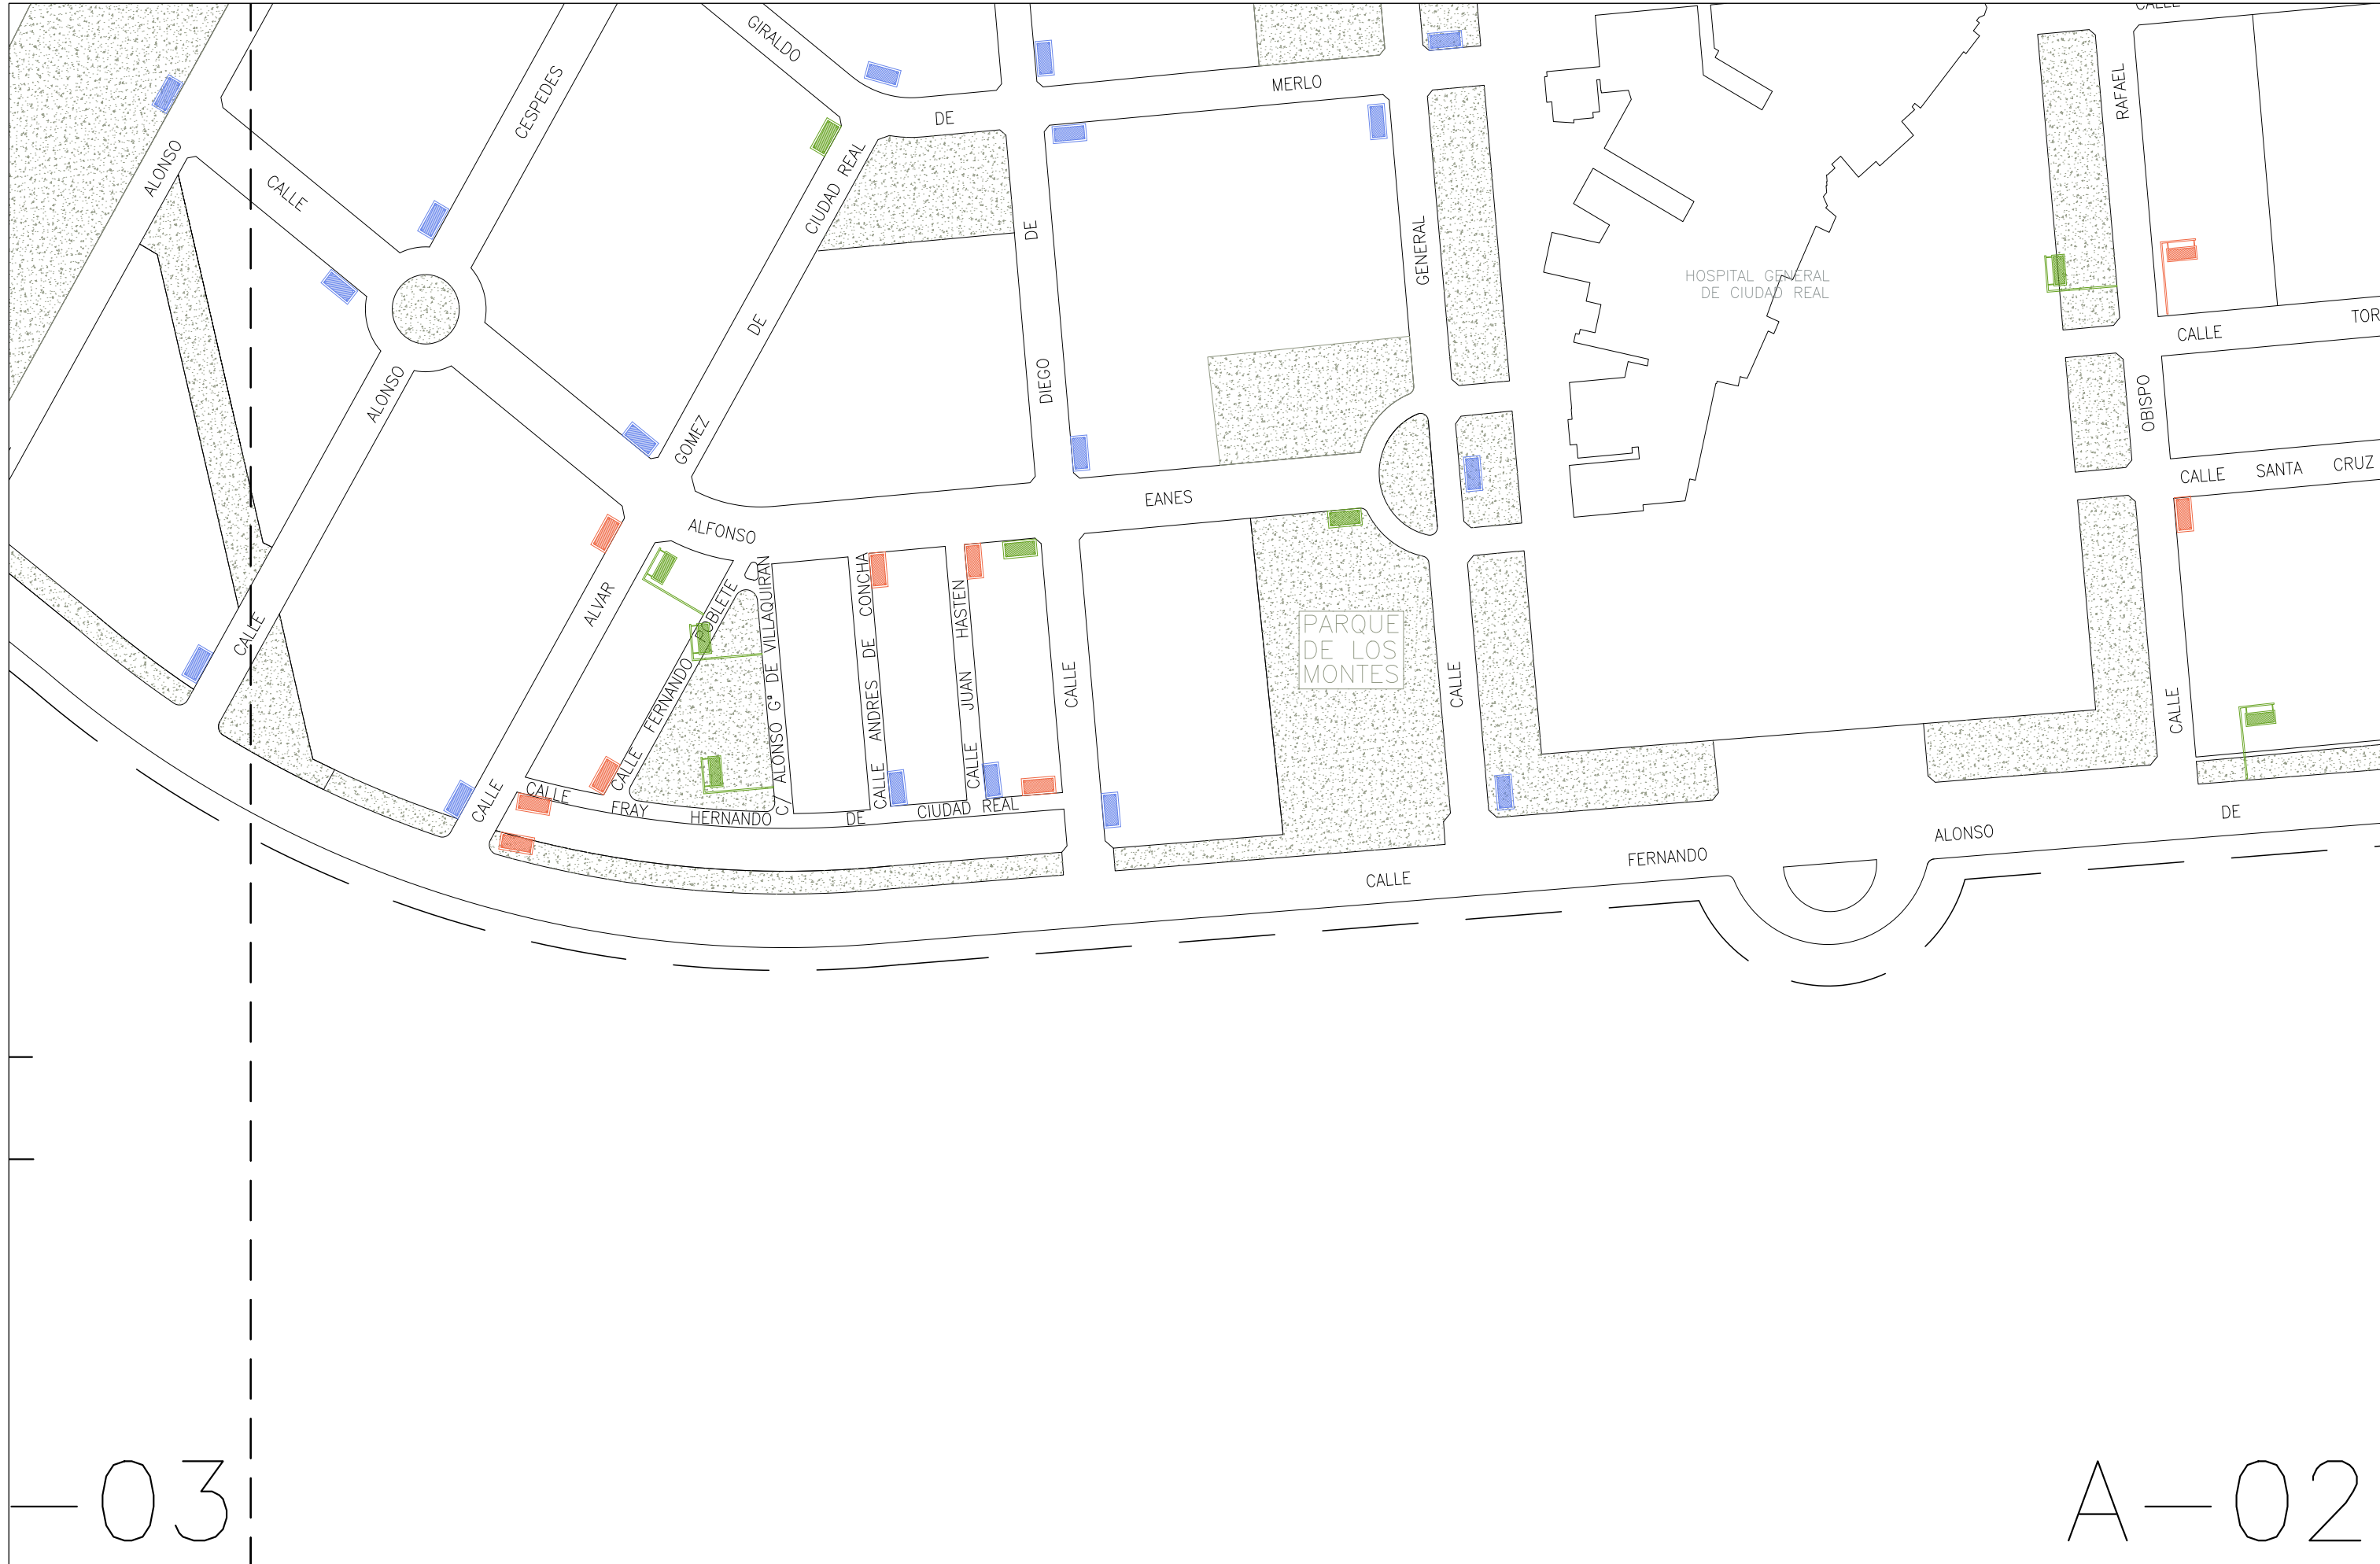 CALLE
GIRALDO
DE
MERLO
CESPEDES
ALONSO
CALLE
CIUDAD REAL
DE
GOMEZ
RAFAEL
OBISPO
CALLE
GENERAL
CALLE
DE
DIEGO
CALLE
HOSPITAL GENERAL
DE CIUDAD REAL
CALLE TOR
CALLE SANTA CRUZ
ALONSO
CALLE
EANES
ALFONSO
ALVAR
CALLE
PARQUE
DE LOS
MONTES
CALLE FERNANDO POBLETE
C/ ALONSO Gª DE VILLAQUIRAN
CALLE ANDRES DE CONCHA
CALLE JUAN HASTEN
CALLE FRAY HERNANDO DE CIUDAD REAL
CALLE FERNANDO ALONSO DE
-03
A-02